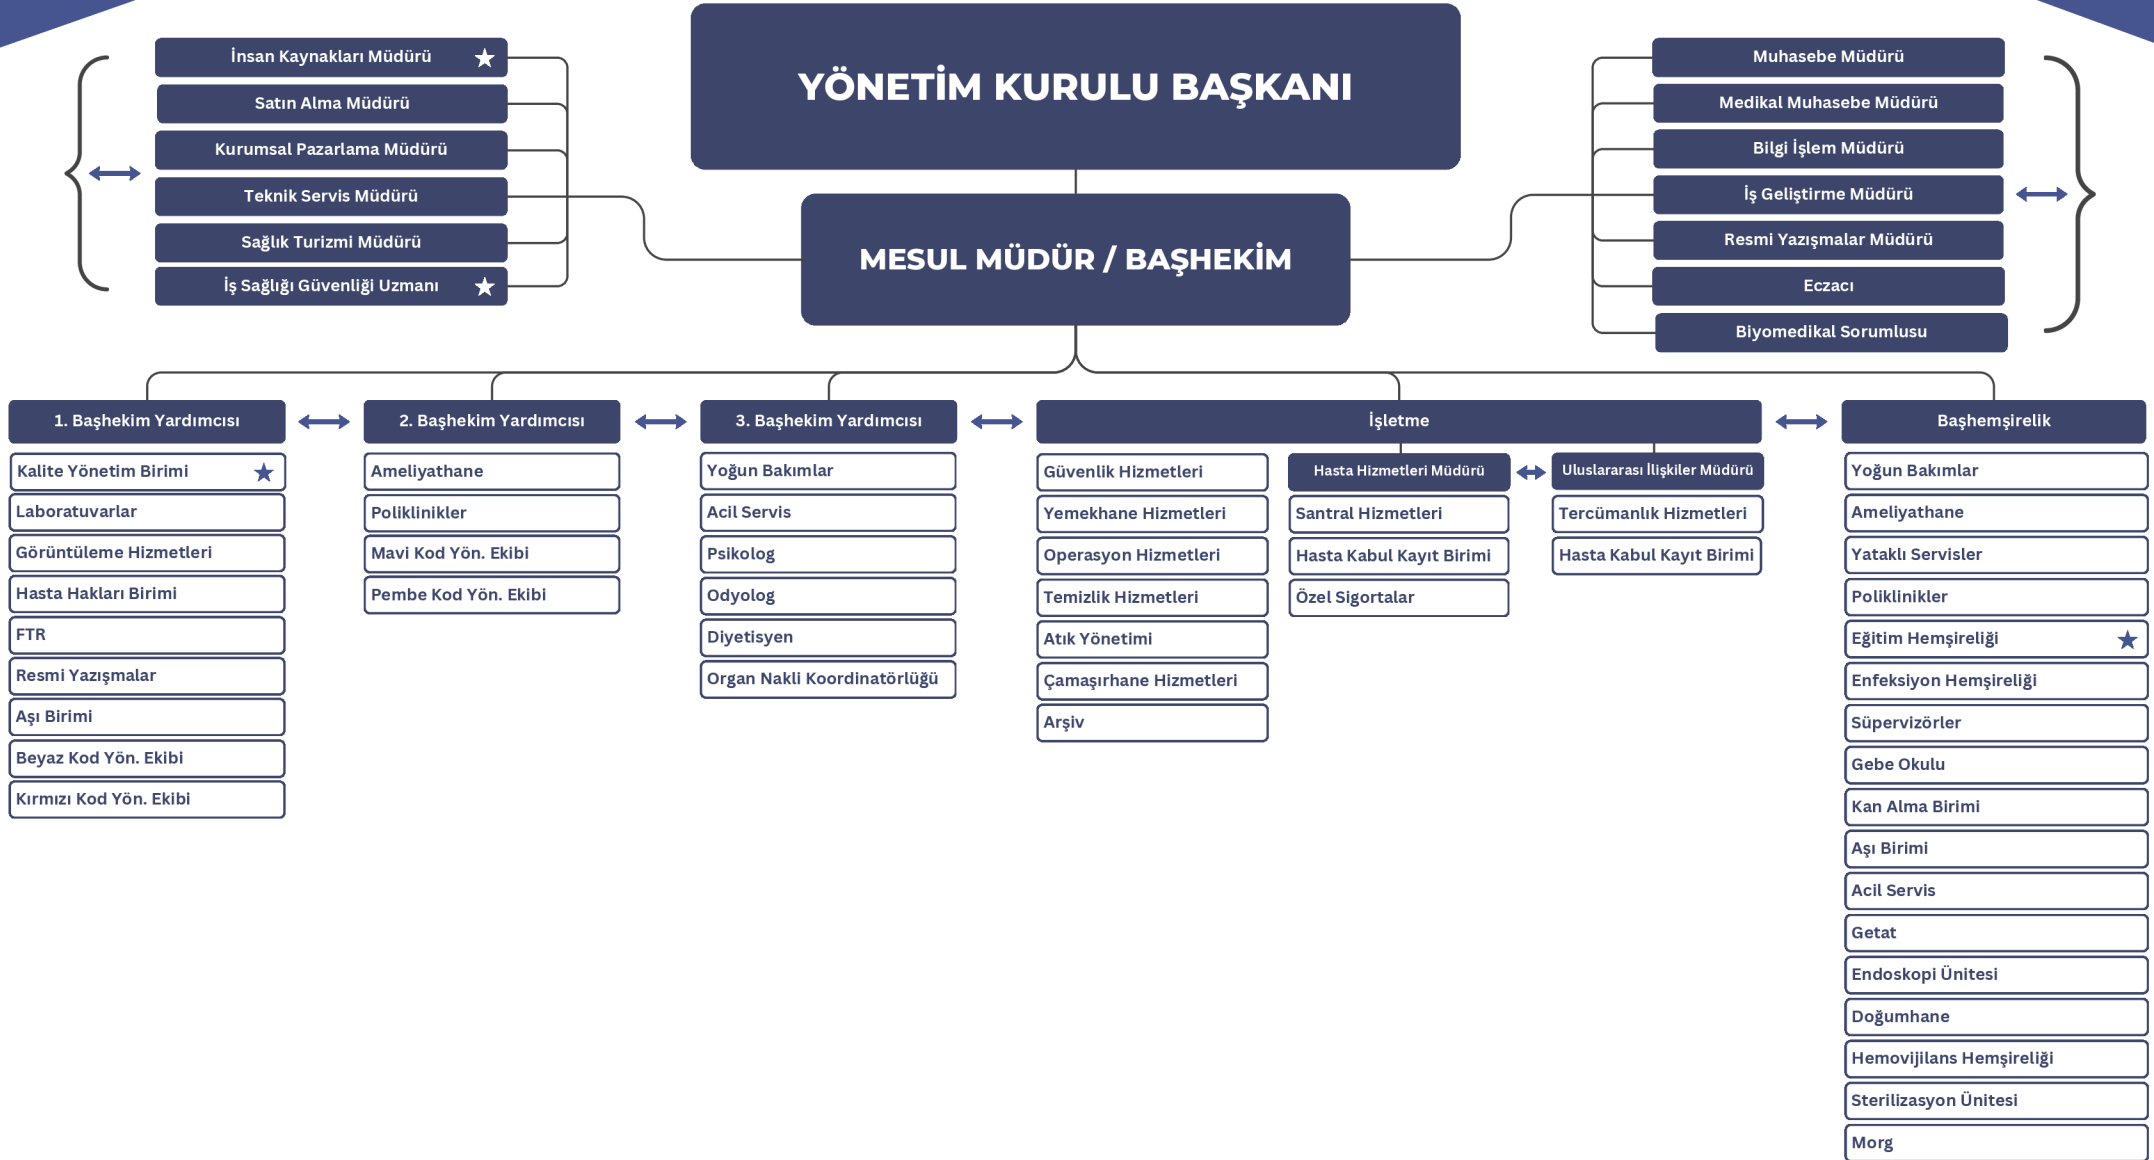 YÖNETİM KURULU BAŞKANI
MESUL MÜDÜR / BAŞHEKİM
İnsan Kaynakları Müdürü
Satın Alma Müdürü
Kurumsal Pazarlama Müdürü
Teknik Servis Müdürü
Sağlık Turizmi Müdürü
İş Sağlığı Güvenliği Uzmanı
Muhasebe Müdürü
Medikal Muhasebe Müdürü
Bilgi İşlem Müdürü
İş Geliştirme Müdürü
Resmi Yazışmalar Müdürü
Eczacı
Biyomedikal Sorumlusu
1. Başhekim Yardımcısı
Kalite Yönetim Birimi
Laboratuvarlar
Görüntüleme Hizmetleri
Hasta Hakları Birimi
FTR
Resmi Yazışmalar
Aşı Birimi
Beyaz Kod Yön. Ekibi
Kırmızı Kod Yön. Ekibi
2. Başhekim Yardımcısı
Ameliyathane
Poliklinikler
Mavi Kod Yön. Ekibi
Pembe Kod Yön. Ekibi
3. Başhekim Yardımcısı
Yoğun Bakımlar
Acil Servis
Psikolog
Odyolog
Diyetisyen
Organ Nakli Koordinatörlüğü
İşletme
Güvenlik Hizmetleri
Yemekhane Hizmetleri
Operasyon Hizmetleri
Temizlik Hizmetleri
Atık Yönetimi
Çamaşırhane Hizmetleri
Arşiv
Hasta Hizmetleri Müdürü
Santral Hizmetleri
Hasta Kabul Kayıt Birimi
Özel Sigortalar
Uluslararası İlişkiler Müdürü
Tercümanlık Hizmetleri
Hasta Kabul Kayıt Birimi
Başhemşirelik
Yoğun Bakımlar
Ameliyathane
Yataklı Servisler
Poliklinikler
Eğitim Hemşireliği
Enfeksiyon Hemşireliği
Süpervizörler
Gebe Okulu
Kan Alma Birimi
Aşı Birimi
Acil Servis
Getat
Endoskopi Ünitesi
Doğumhane
Hemovijilans Hemşireliği
Sterilizasyon Ünitesi
Morg